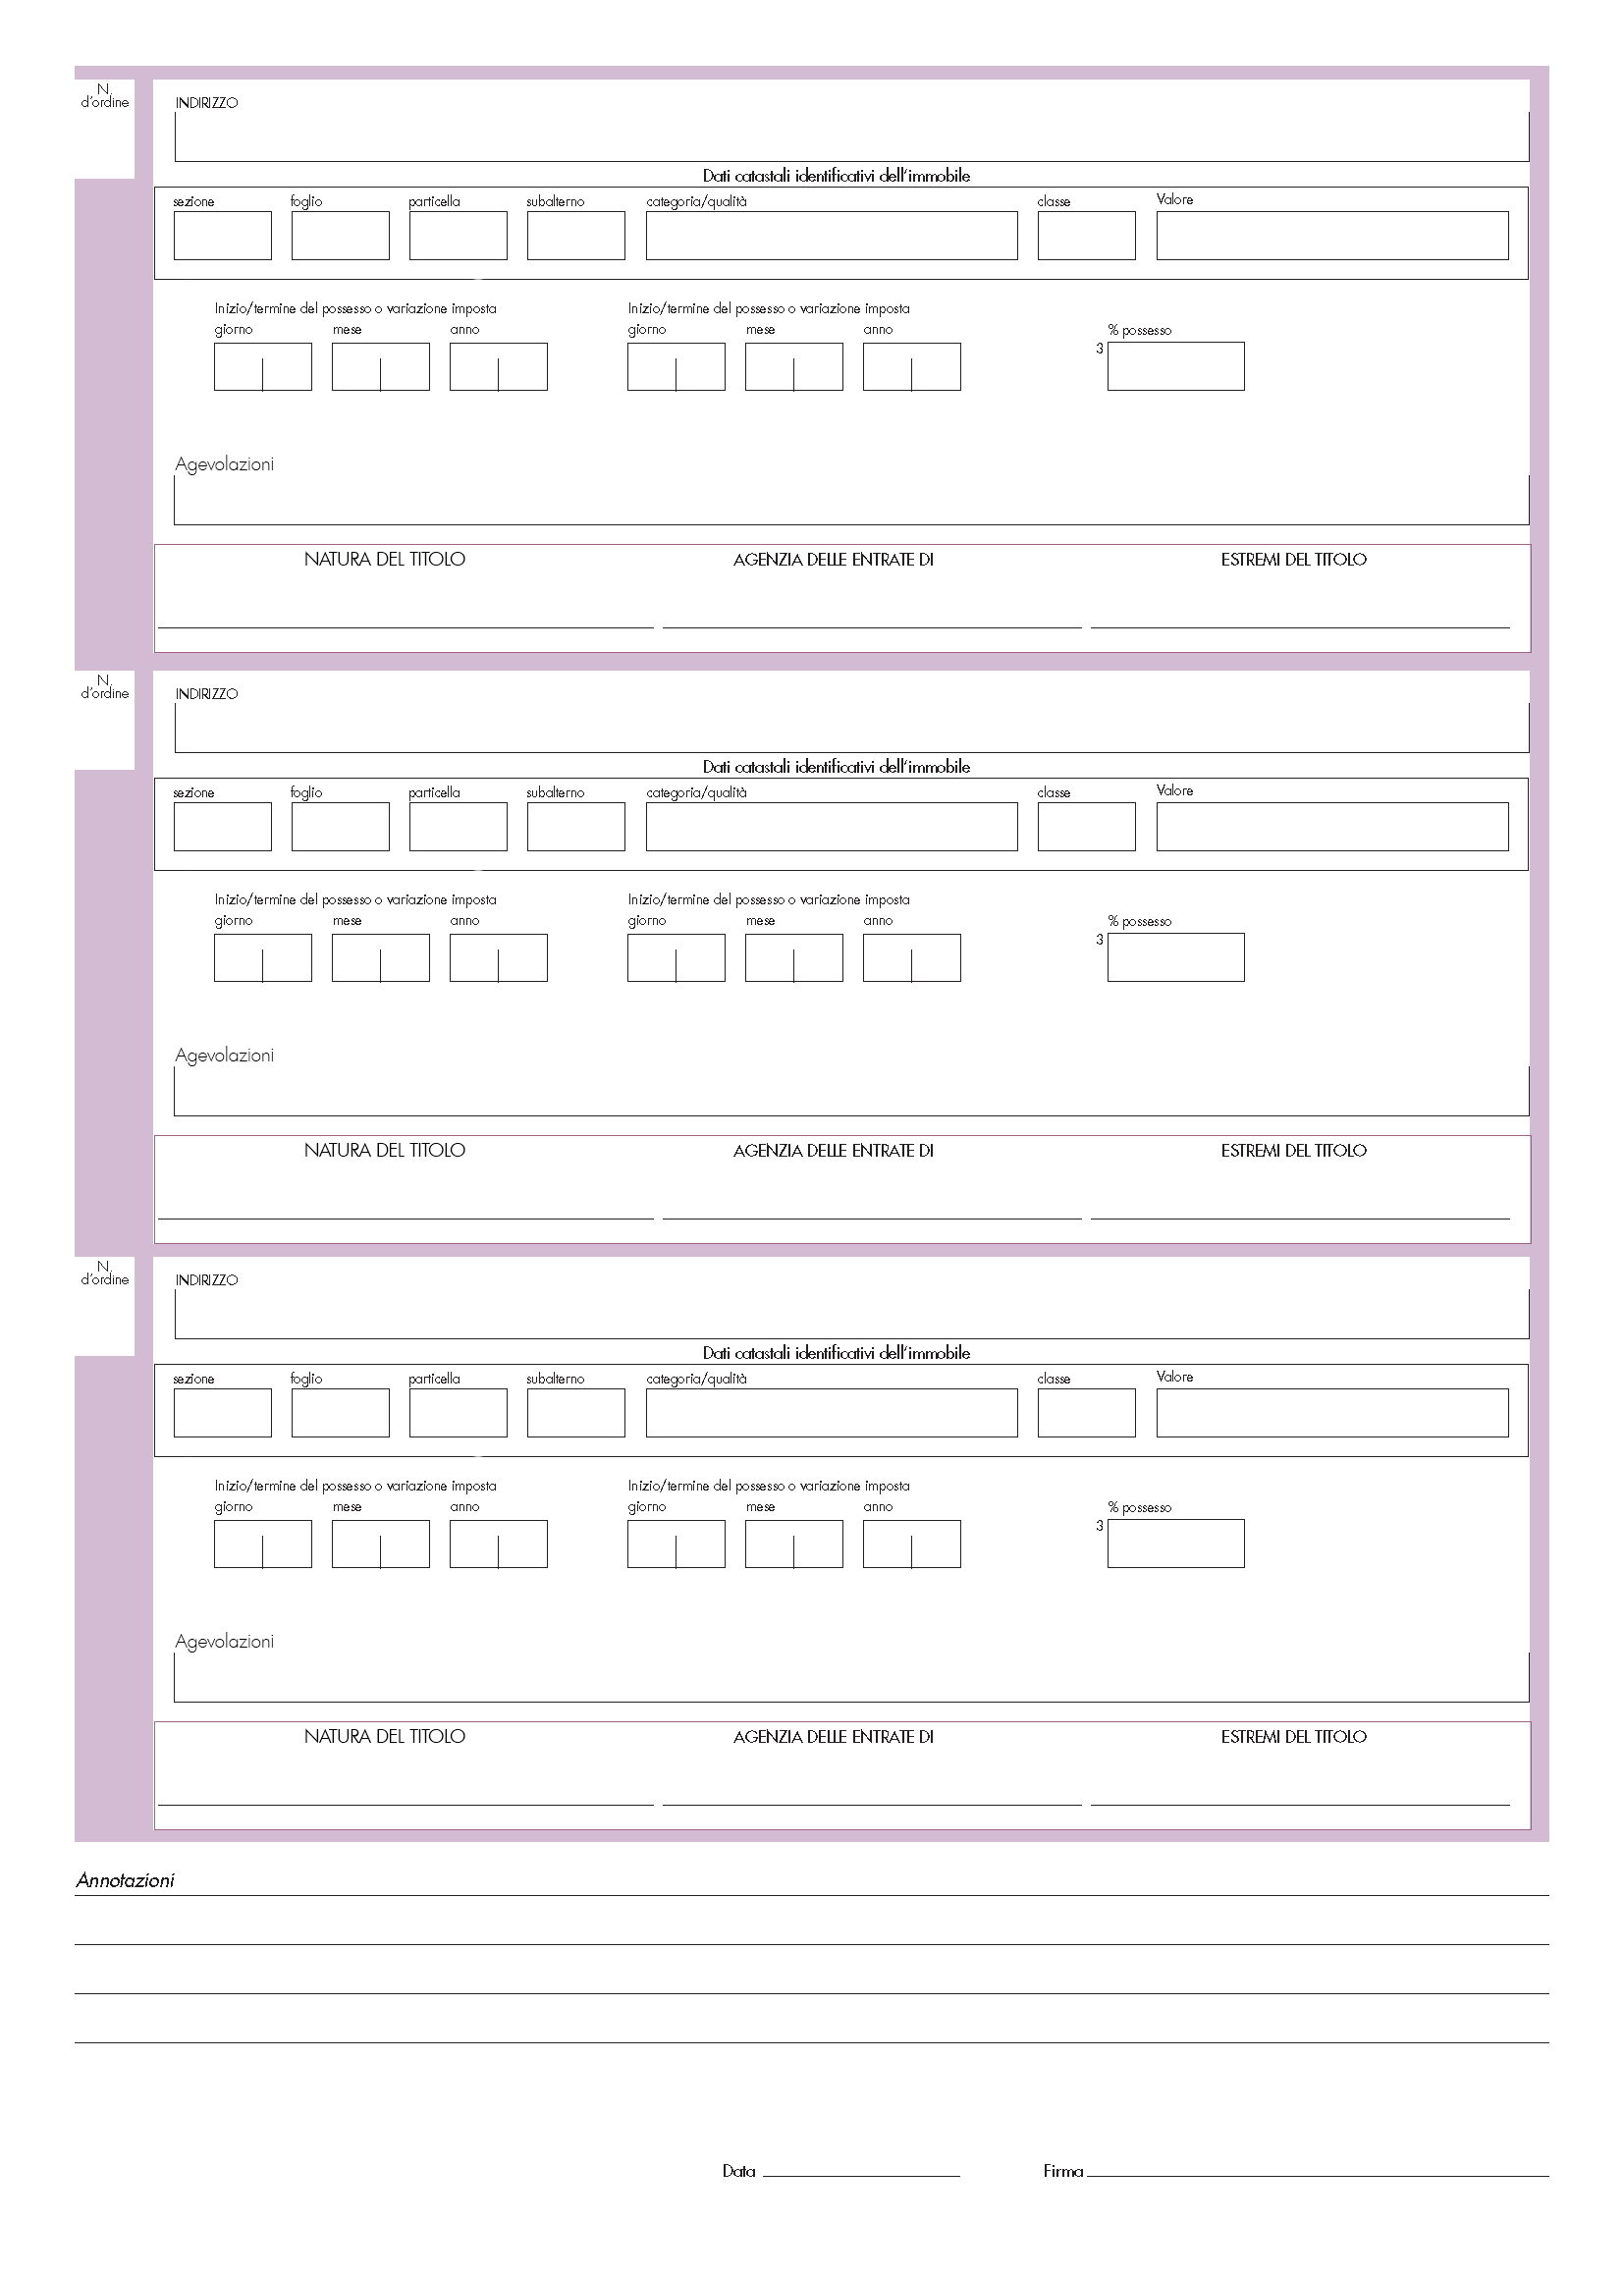 N.
d'ordine
INDIRIZZO
Dati catastali identificativi dell'immobile
sezione foglio particella subalterno categoria/qualità classe Valore
Inizio/termine del possesso o variazione imposta Inizio/termine del possesso o variazione imposta
giorno mese anno giorno mese anno % possesso
3
Agevolazioni
NATURA DEL TITOLO AGENZIA DELLE ENTRATE DI ESTREMI DEL TITOLO
N.
d'ordine
INDIRIZZO
Dati catastali identificativi dell'immobile
sezione foglio particella subalterno categoria/qualità classe Valore
Inizio/termine del possesso o variazione imposta Inizio/termine del possesso o variazione imposta
giorno mese anno giorno mese anno % possesso
3
Agevolazioni
NATURA DEL TITOLO AGENZIA DELLE ENTRATE DI ESTREMI DEL TITOLO
N.
d'ordine
INDIRIZZO
Dati catastali identificativi dell'immobile
sezione foglio particella subalterno categoria/qualità classe Valore
Inizio/termine del possesso o variazione imposta Inizio/termine del possesso o variazione imposta
giorno mese anno giorno mese anno % possesso
3
Agevolazioni
NATURA DEL TITOLO AGENZIA DELLE ENTRATE DI ESTREMI DEL TITOLO
Annotazioni
Data Firma